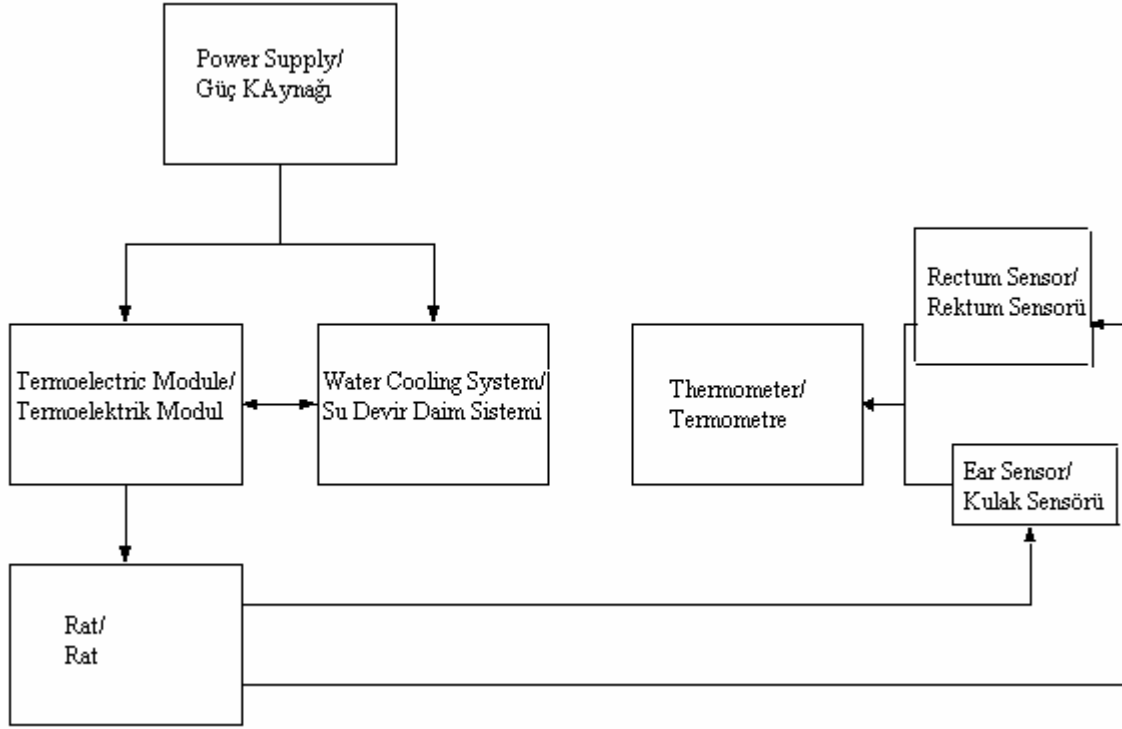 Power Supply/
Güç KAynağı
Rectum Sensor/
Rektum Sensorü
Termoelectric Module/
Termoelektrik Modul
Water Cooling System/
Su Devir Daim Sistemi
Thermometer/
Termometre
Ear Sensor/
Kulak Sensörü
Rat/
Rat